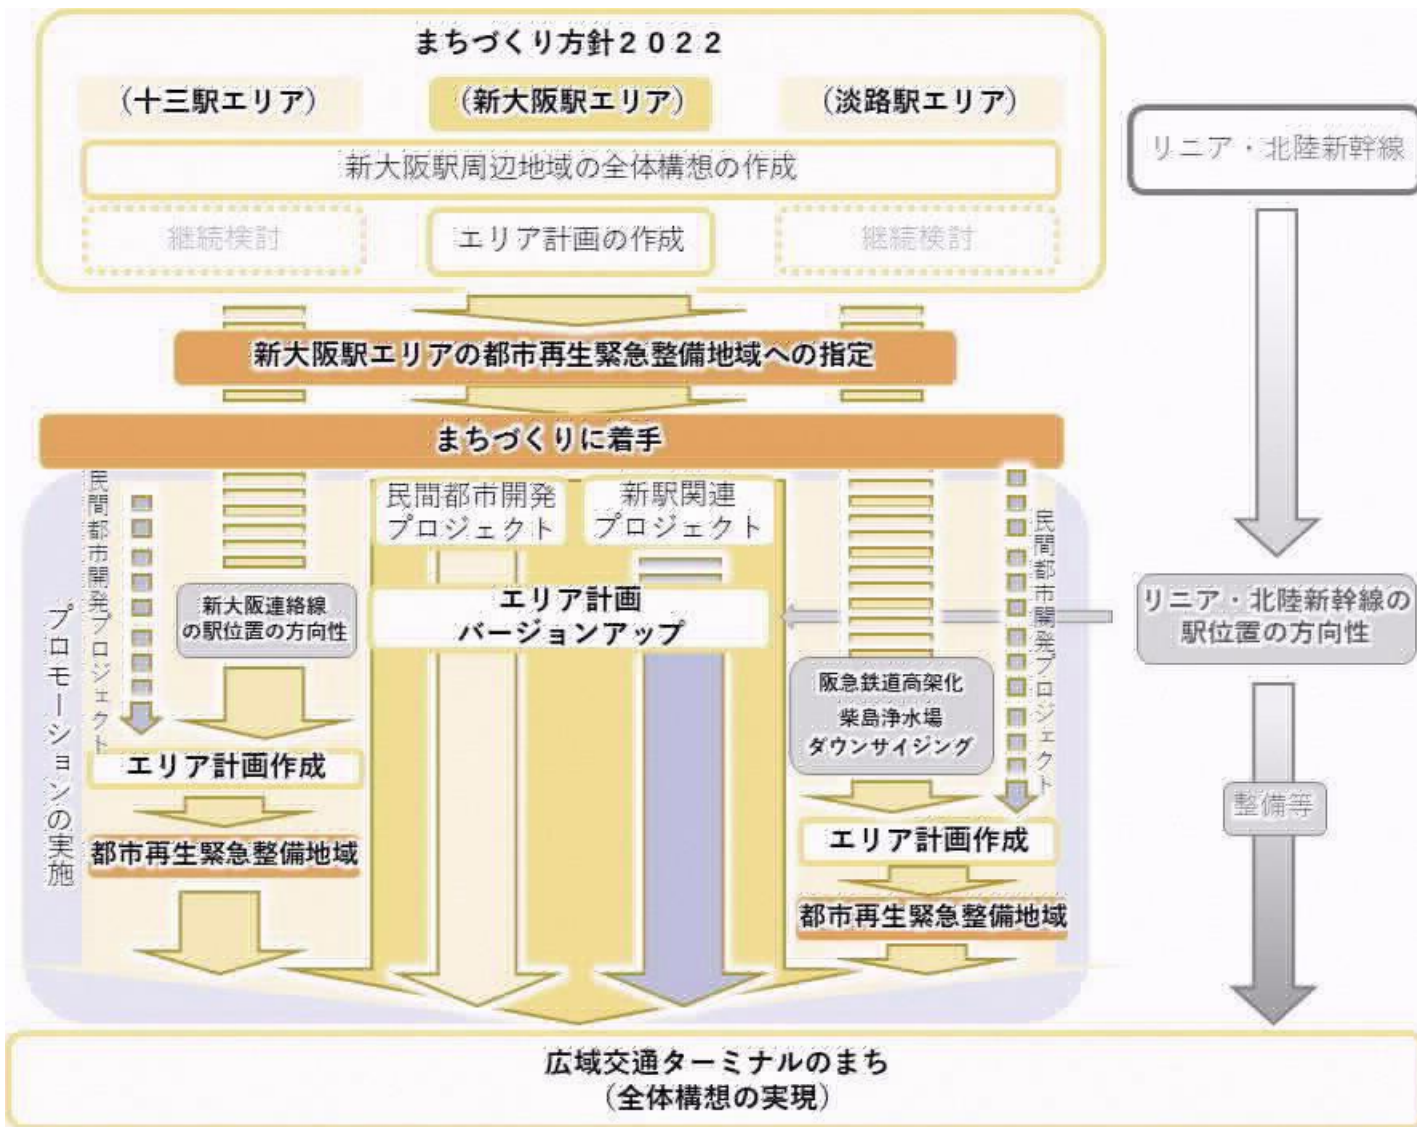 まちづくり方針2022
(十三駅エリア)
(新大阪駅エリア)
(淡路駅エリア)
新大阪駅周辺地域の全体構想の作成
継続検討
エリア計画の作成
継続検討
リニア・北陸新幹線
新大阪駅エリアの都市再生緊急整備地域への指定
まちづくりに着手
プロモーションの実施
民間都市開発プロジェクト
新大阪連絡線
の駅位置の方向性
エリア計画作成
都市再生緊急整備地域
民間都市開発
プロジェクト
新駅関連
プロジェクト
エリア計画
バージョンアップ
阪急鉄道高架化
柴島浄水場
ダウンサイジング
エリア計画作成
都市再生緊急整備地域
民間都市開発プロジェクト
リニア・北陸新幹線の
駅位置の方向性
整備等
広域交通ターミナルのまち
(全体構想の実現)